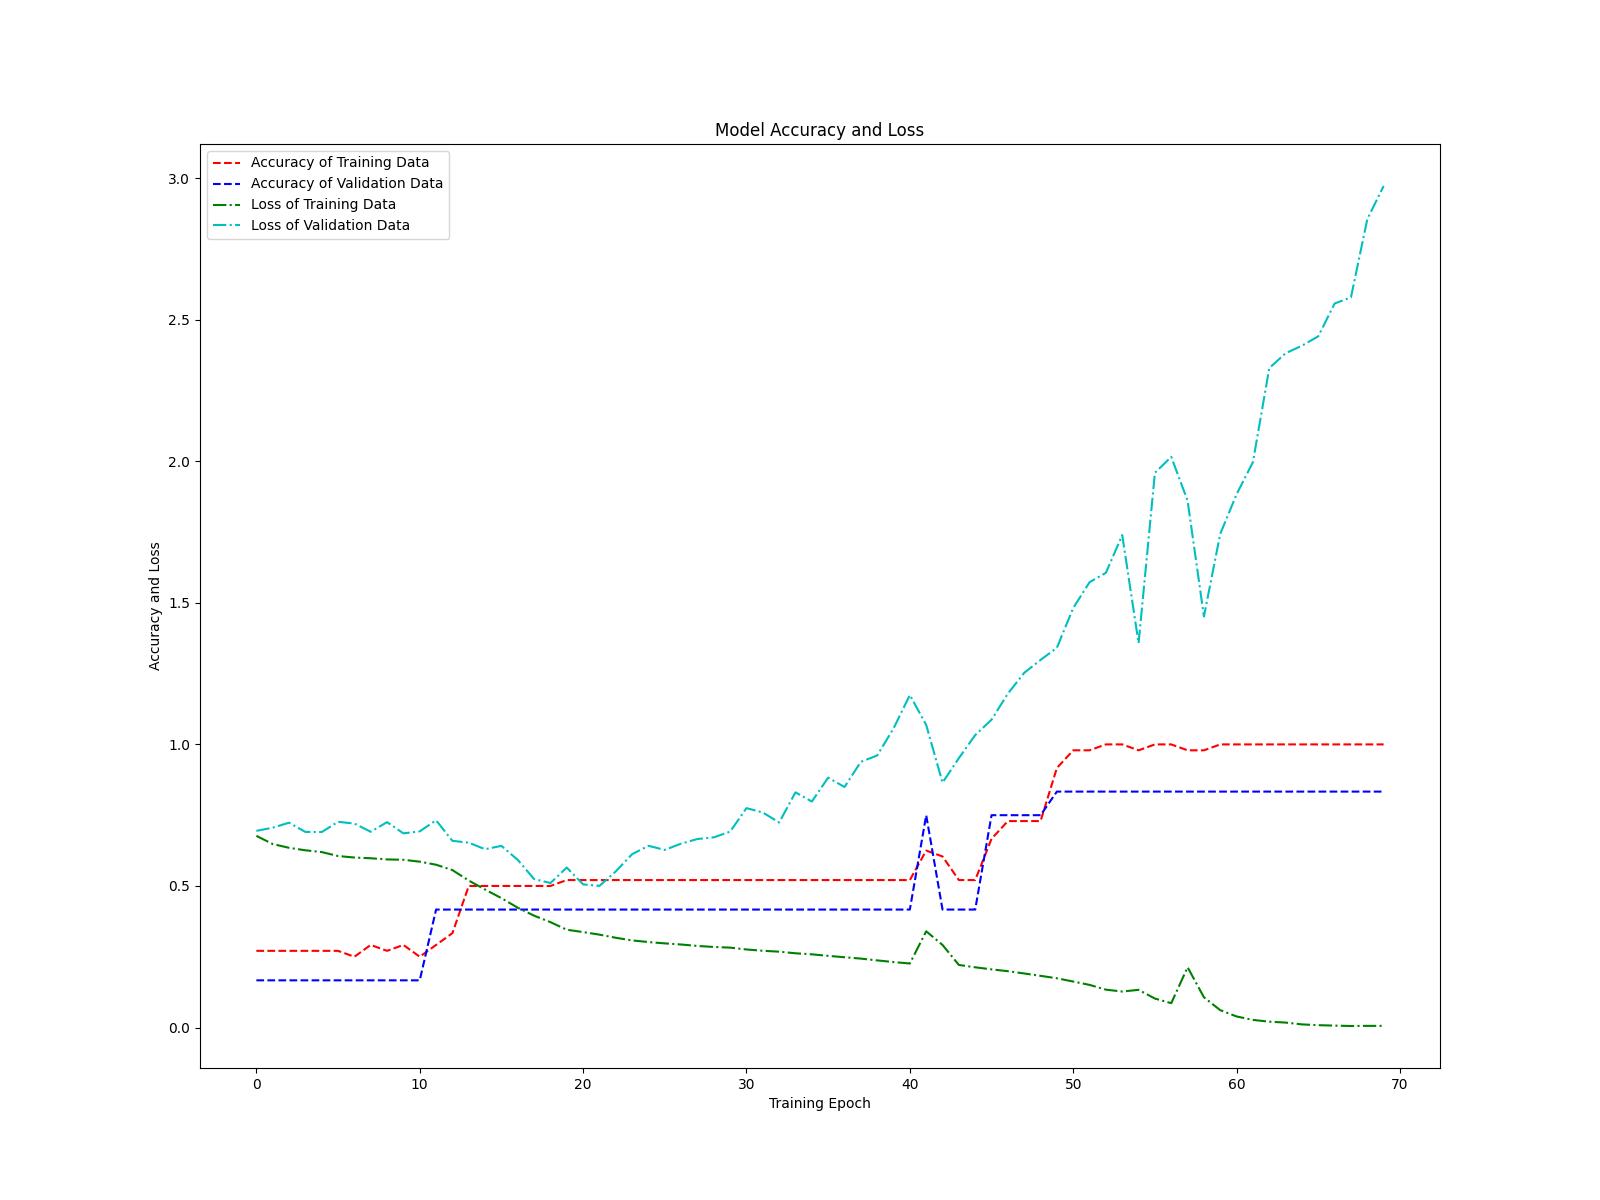 Model Accuracy and Loss
Accuracy of Training Data
Accuracy of Validation Data
Loss of Training Data
Loss of Validation Data
3.0
2.5
2.0
1.5
1.0
0.5
0.0
Accuracy and Loss
0 10 20 30 40 50 60 70
Training Epoch